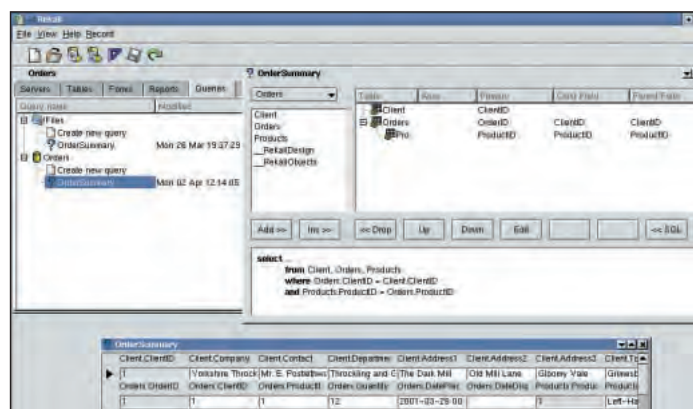 Rekall
File View Help Record
Orders
Servers Tables Forms Reports Queries
Query name Modified
Files
Create new query
OrderSummary Mon 26 Mar 19:37:29
Orders
Create new query
OrderSummary Mon 02 Apr 12:14:05
OrderSummary
Orders
Client
Orders
Products
__RekallDesign
__RekallObjects
Table Alias Primary Child Field Parent Field
Client ClientID
Orders OrderID ClientID ClientID
Pro ProductID ProductID ProductID
Add >> Ins >> << Drop Up Down Edit << SQL
select ...
from Client, Orders, Products
where Orders.ClientID = Client.ClientID
and Products.ProductID = Orders.ProductID
OrderSummary
Client.ClientID Client.Company Client.Contact Client.Departmer Client.Address1 Client.Address2 Client.Address3 Client.To
1 Yorkshire Throck Mr. E. Postlethwa Throckling and G The Dark Mill Old Mill Lane Gloomy Vale Grimest
Orders.OrderID Orders.ClientID Orders.ProductI Orders.Quantity Orders.DatePlac Orders.DateDisp Products.Produc Products
1 1 1 12 2001-03-29 00 1 Left-Ha